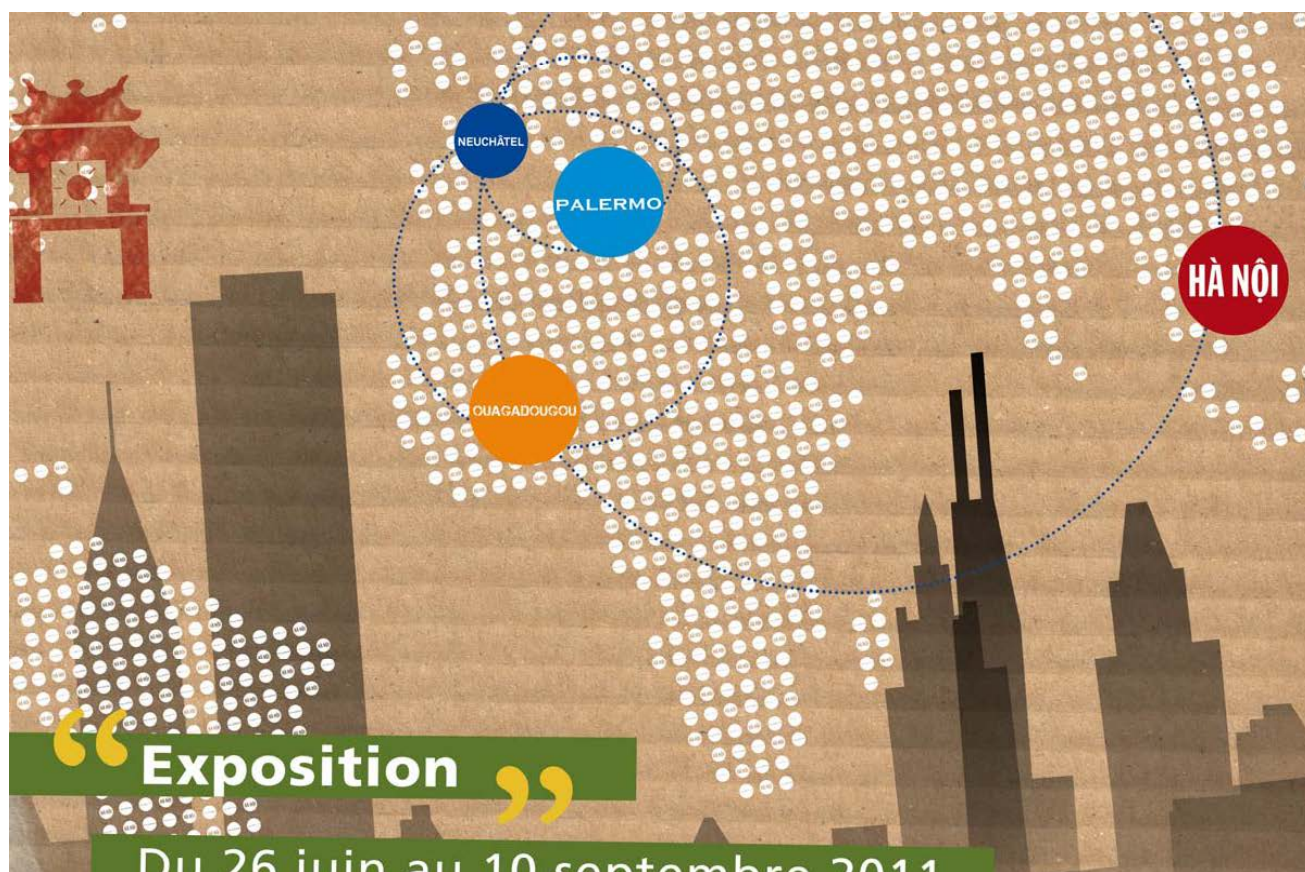 NEUCHÂTEL
PALERMO
HÀ NỘI
OUAGADOUGOU
“ Exposition ”
Du 26 juin au 10 septembre 2011